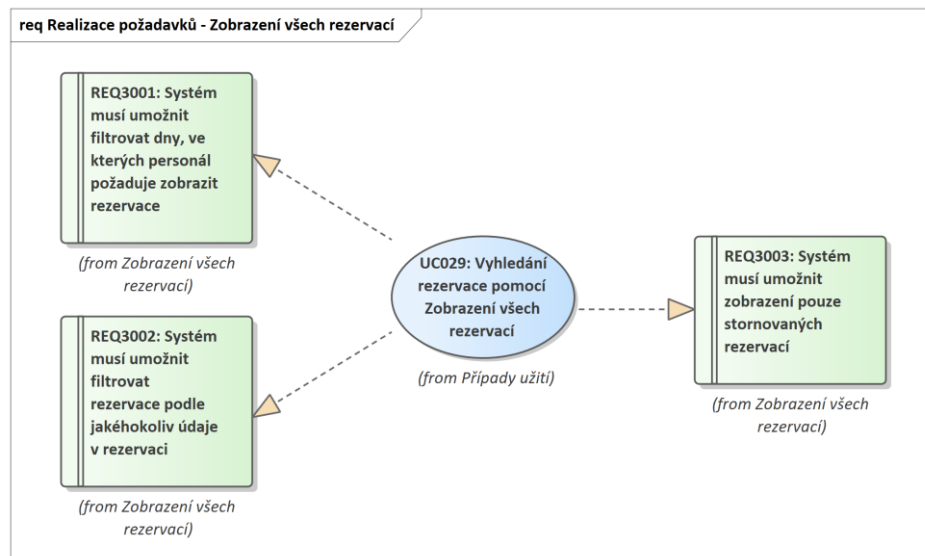 req Realizace požadavků - Zobrazení všech rezervací
REQ3001: Systém
musí umožnit
filtrovat dny, ve
kterých personál
požaduje zobrazit
rezervace
(from Zobrazení všech
rezervací)
REQ3002: Systém
musí umožnit
filtrovat
rezervace podle
jakéhokoliv údaje
v rezervaci
(from Zobrazení všech
rezervací)
UC029: Vyhledání
rezervace pomocí
Zobrazení všech
rezervací
(from Případy užití)
REQ3003: Systém
musí umožnit
zobrazení pouze
stornovaných
rezervací
(from Zobrazení všech
rezervací)